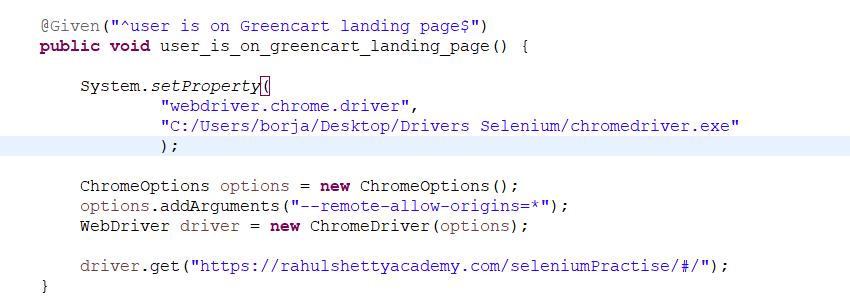 @Given("^user is on Greencart landing page$")
public void user_is_on_greencart_landing_page() {
System.setProperty(
"webdriver.chrome.driver",
"C:/Users/borja/Desktop/Drivers Selenium/chromedriver.exe"
);
ChromeOptions options = new ChromeOptions();
options.addArguments("--remote-allow-origins=*");
WebDriver driver = new ChromeDriver(options);
driver.get("https://rahulshettyacademy.com/seleniumPractise/#/");
}